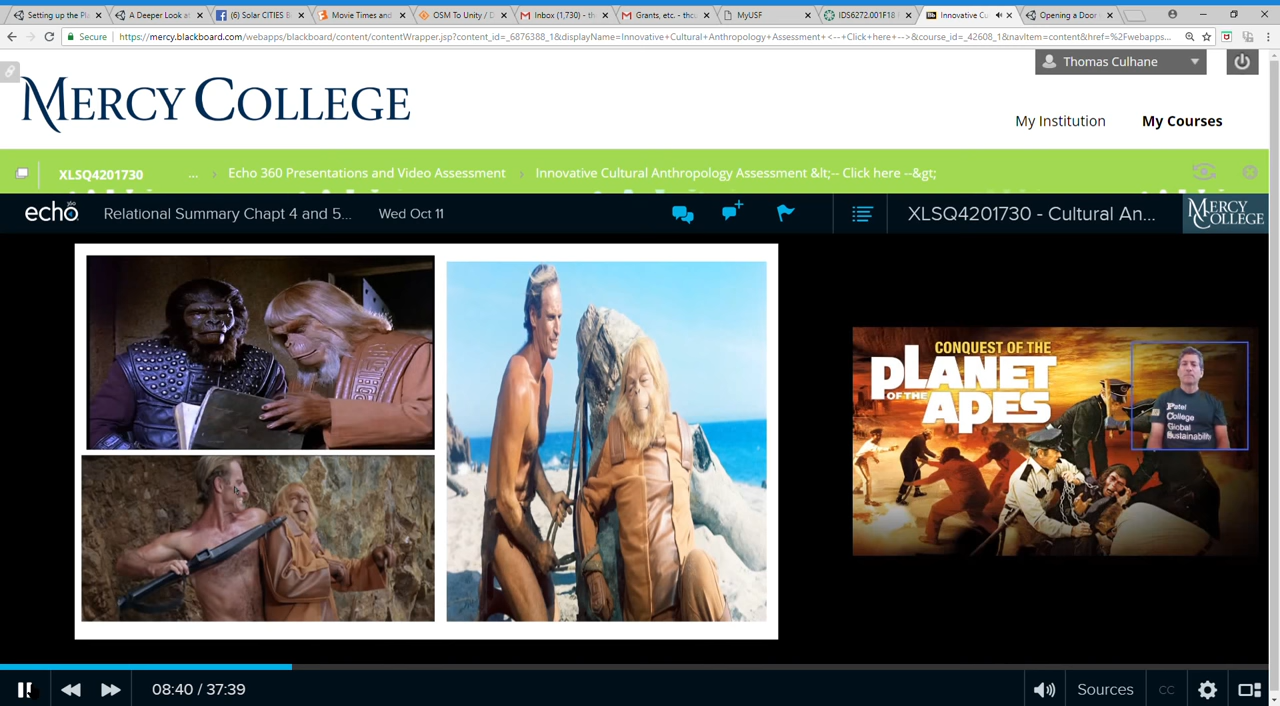 Setting up the Pla
A Deeper Look at
(6) Solar CITIES B
Movie Times and
OSM To Unity / D
Inbox (1,730) - th
Grants, etc. - thcu
MyUSF
IDS6272.001F18
Innovative Cu
Opening a Door
Secure
https://mercy.blackboard.com/webapps/blackboard/content/contentWrapper.jsp?content_id=_6876388_1&displayName=Innovative+Cultural+Anthropology+Assessment+<--+Click+here+-->&course_id=_42608_1&navItem=content&href=%2Fwebapps...
Thomas Culhane
MERCY COLLEGE
My Institution
My Courses
XLSQ4201730
...
Echo 360 Presentations and Video Assessment
Innovative Cultural Anthropology Assessment &lt;-- Click here --&gt;
echo360
Relational Summary Chapt 4 and 5...
Wed Oct 11
XLSQ4201730 - Cultural An...
MERCY COLLEGE
CONQUEST OF THE
PLANET
OF THE
APES
Patel
College
Global
Sustainability
08:40 / 37:39
Sources
CC